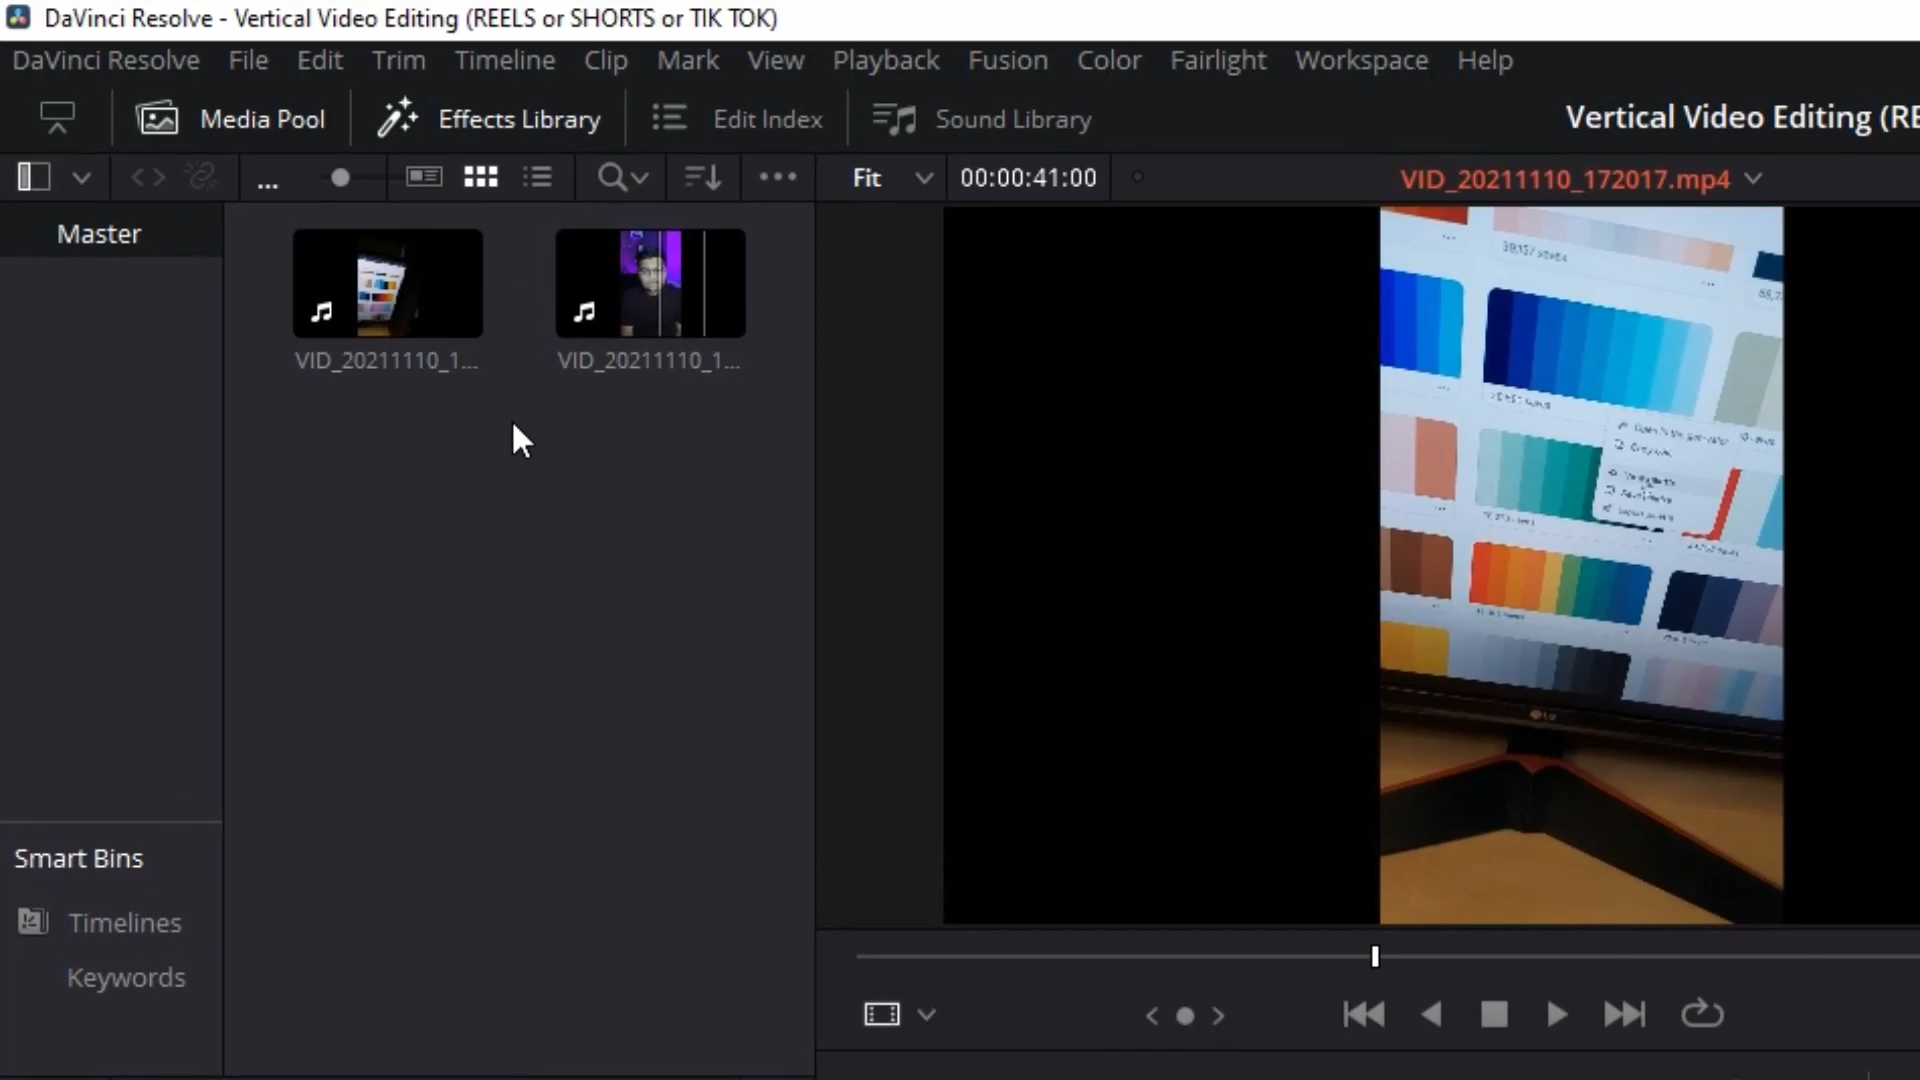 DaVinci Resolve - Vertical Video Editing (REELS or SHORTS or TIK TOK)
DaVinci Resolve File Edit Trim Timeline Clip Mark View Playback Fusion Color Fairlight Workspace Help
Media Pool Effects Library Edit Index Sound Library Vertical Video Editing (RE
... Fit 00:00:41:00 VID_20211110_172017.mp4
Master
VID_20211110_1... VID_20211110_1...
LG
Smart Bins
Timelines
Keywords